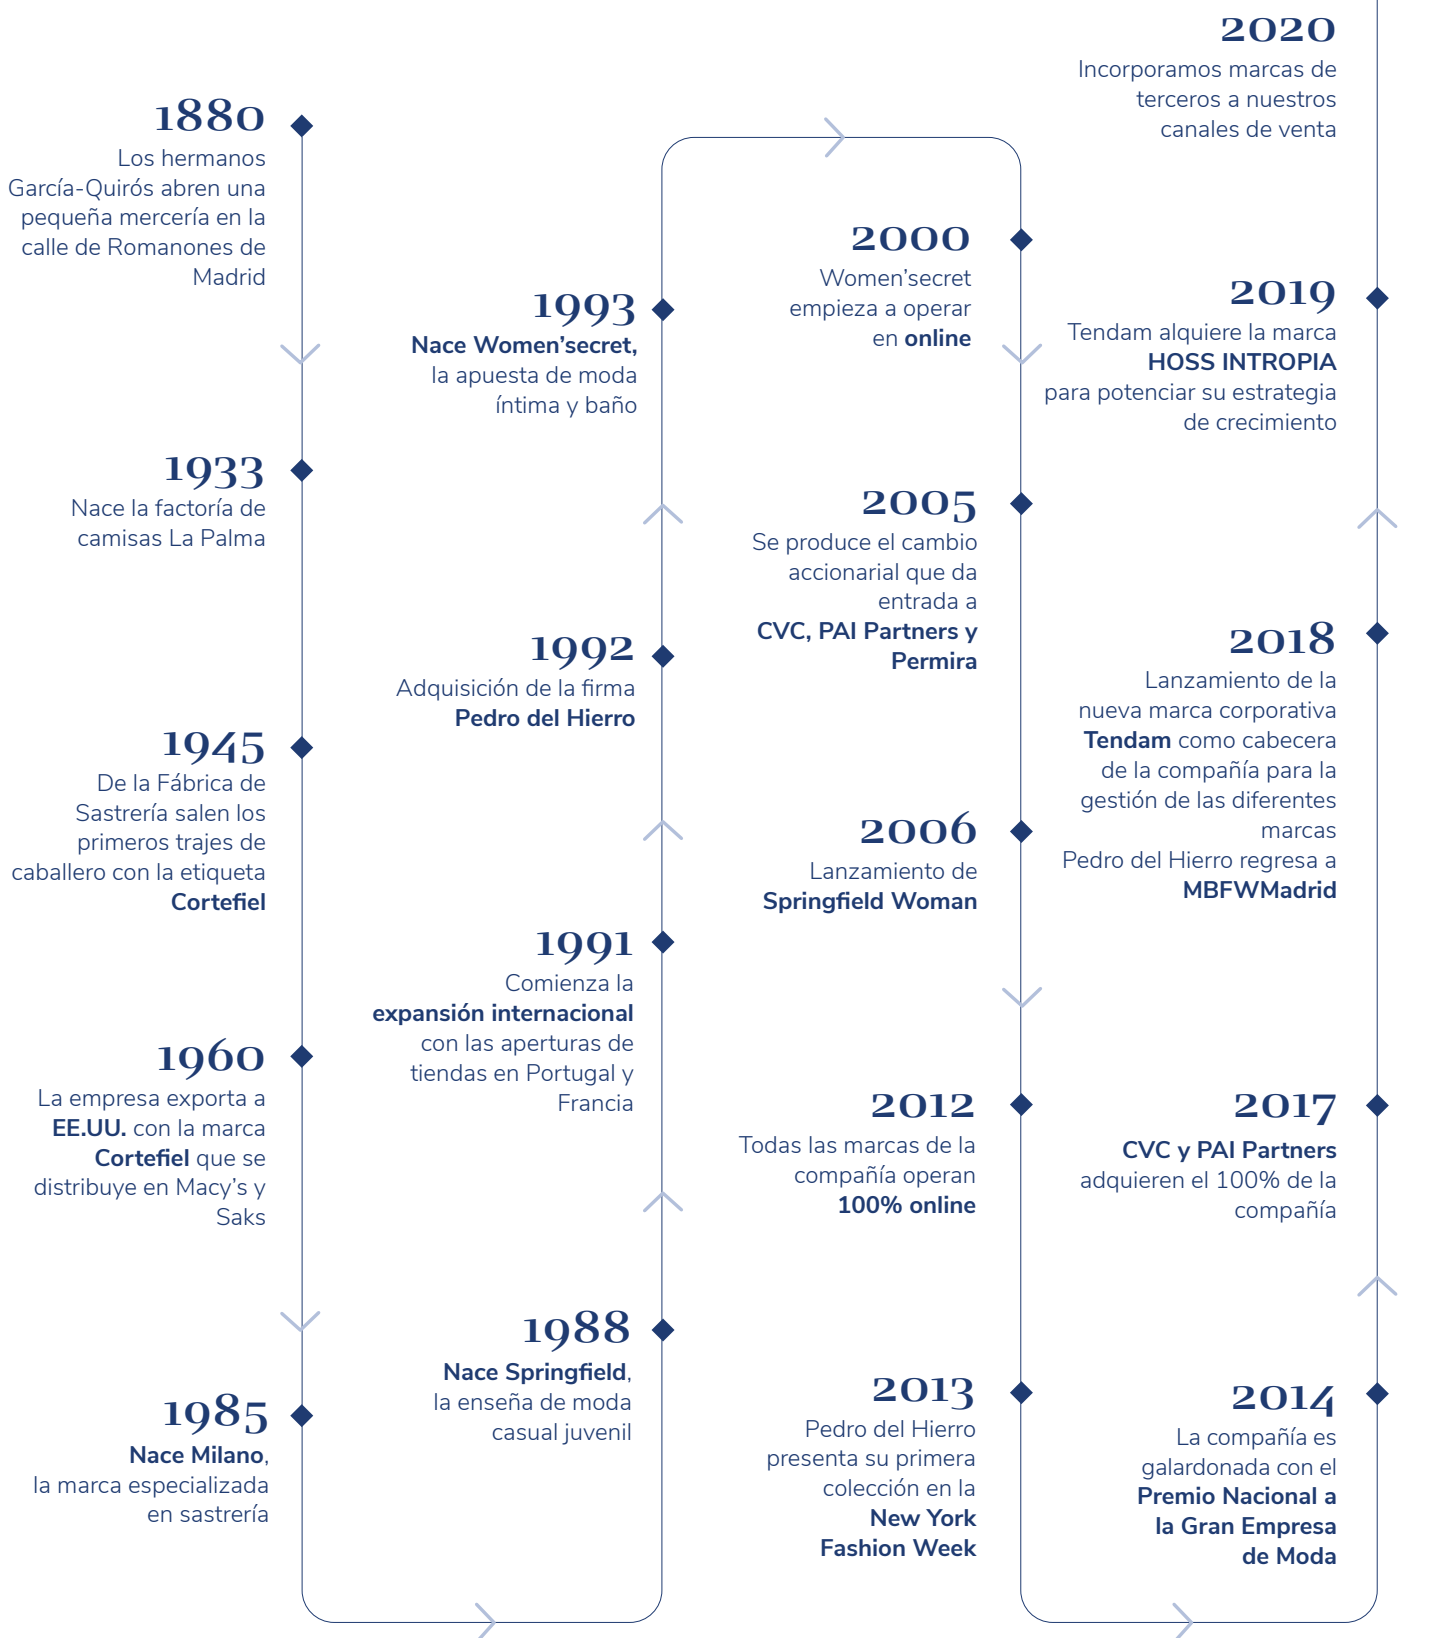 1880
Los hermanos
García-Quirós abren una
pequeña mercería en la
calle de Romanones de
Madrid
1933
Nace la factoría de
camisas La Palma
1945
De la Fábrica de
Sastrería salen los
primeros trajes de
caballero con la etiqueta
Cortefiel
1960
La empresa exporta a
EE.UU. con la marca
Cortefiel que se
distribuye en Macy’s y
Saks
1985
Nace Milano,
la marca especializada
en sastrería
1988
Nace Springfield,
la enseña de moda
casual juvenil
1991
Comienza la
expansión internacional
con las aperturas de
tiendas en Portugal y
Francia
1992
Adquisición de la firma
Pedro del Hierro
1993
Nace Women’secret,
la apuesta de moda
íntima y baño
2000
Women’secret
empieza a operar
en online
2005
Se produce el cambio
accionarial que da
entrada a
CVC, PAI Partners y
Permira
2006
Lanzamiento de
Springfield Woman
2012
Todas las marcas de la
compañía operan
100% online
2013
Pedro del Hierro
presenta su primera
colección en la
New York
Fashion Week
2014
La compañía es
galardonada con el
Premio Nacional a
la Gran Empresa
de Moda
2017
CVC y PAI Partners
adquieren el 100% de la
compañía
2018
Lanzamiento de la
nueva marca corporativa
Tendam como cabecera
de la compañía para la
gestión de las diferentes
marcas
Pedro del Hierro regresa a
MBFWMadrid
2019
Tendam alquiere la marca
HOSS INTROPIA
para potenciar su estrategia
de crecimiento
2020
Incorporamos marcas de
terceros a nuestros
canales de venta